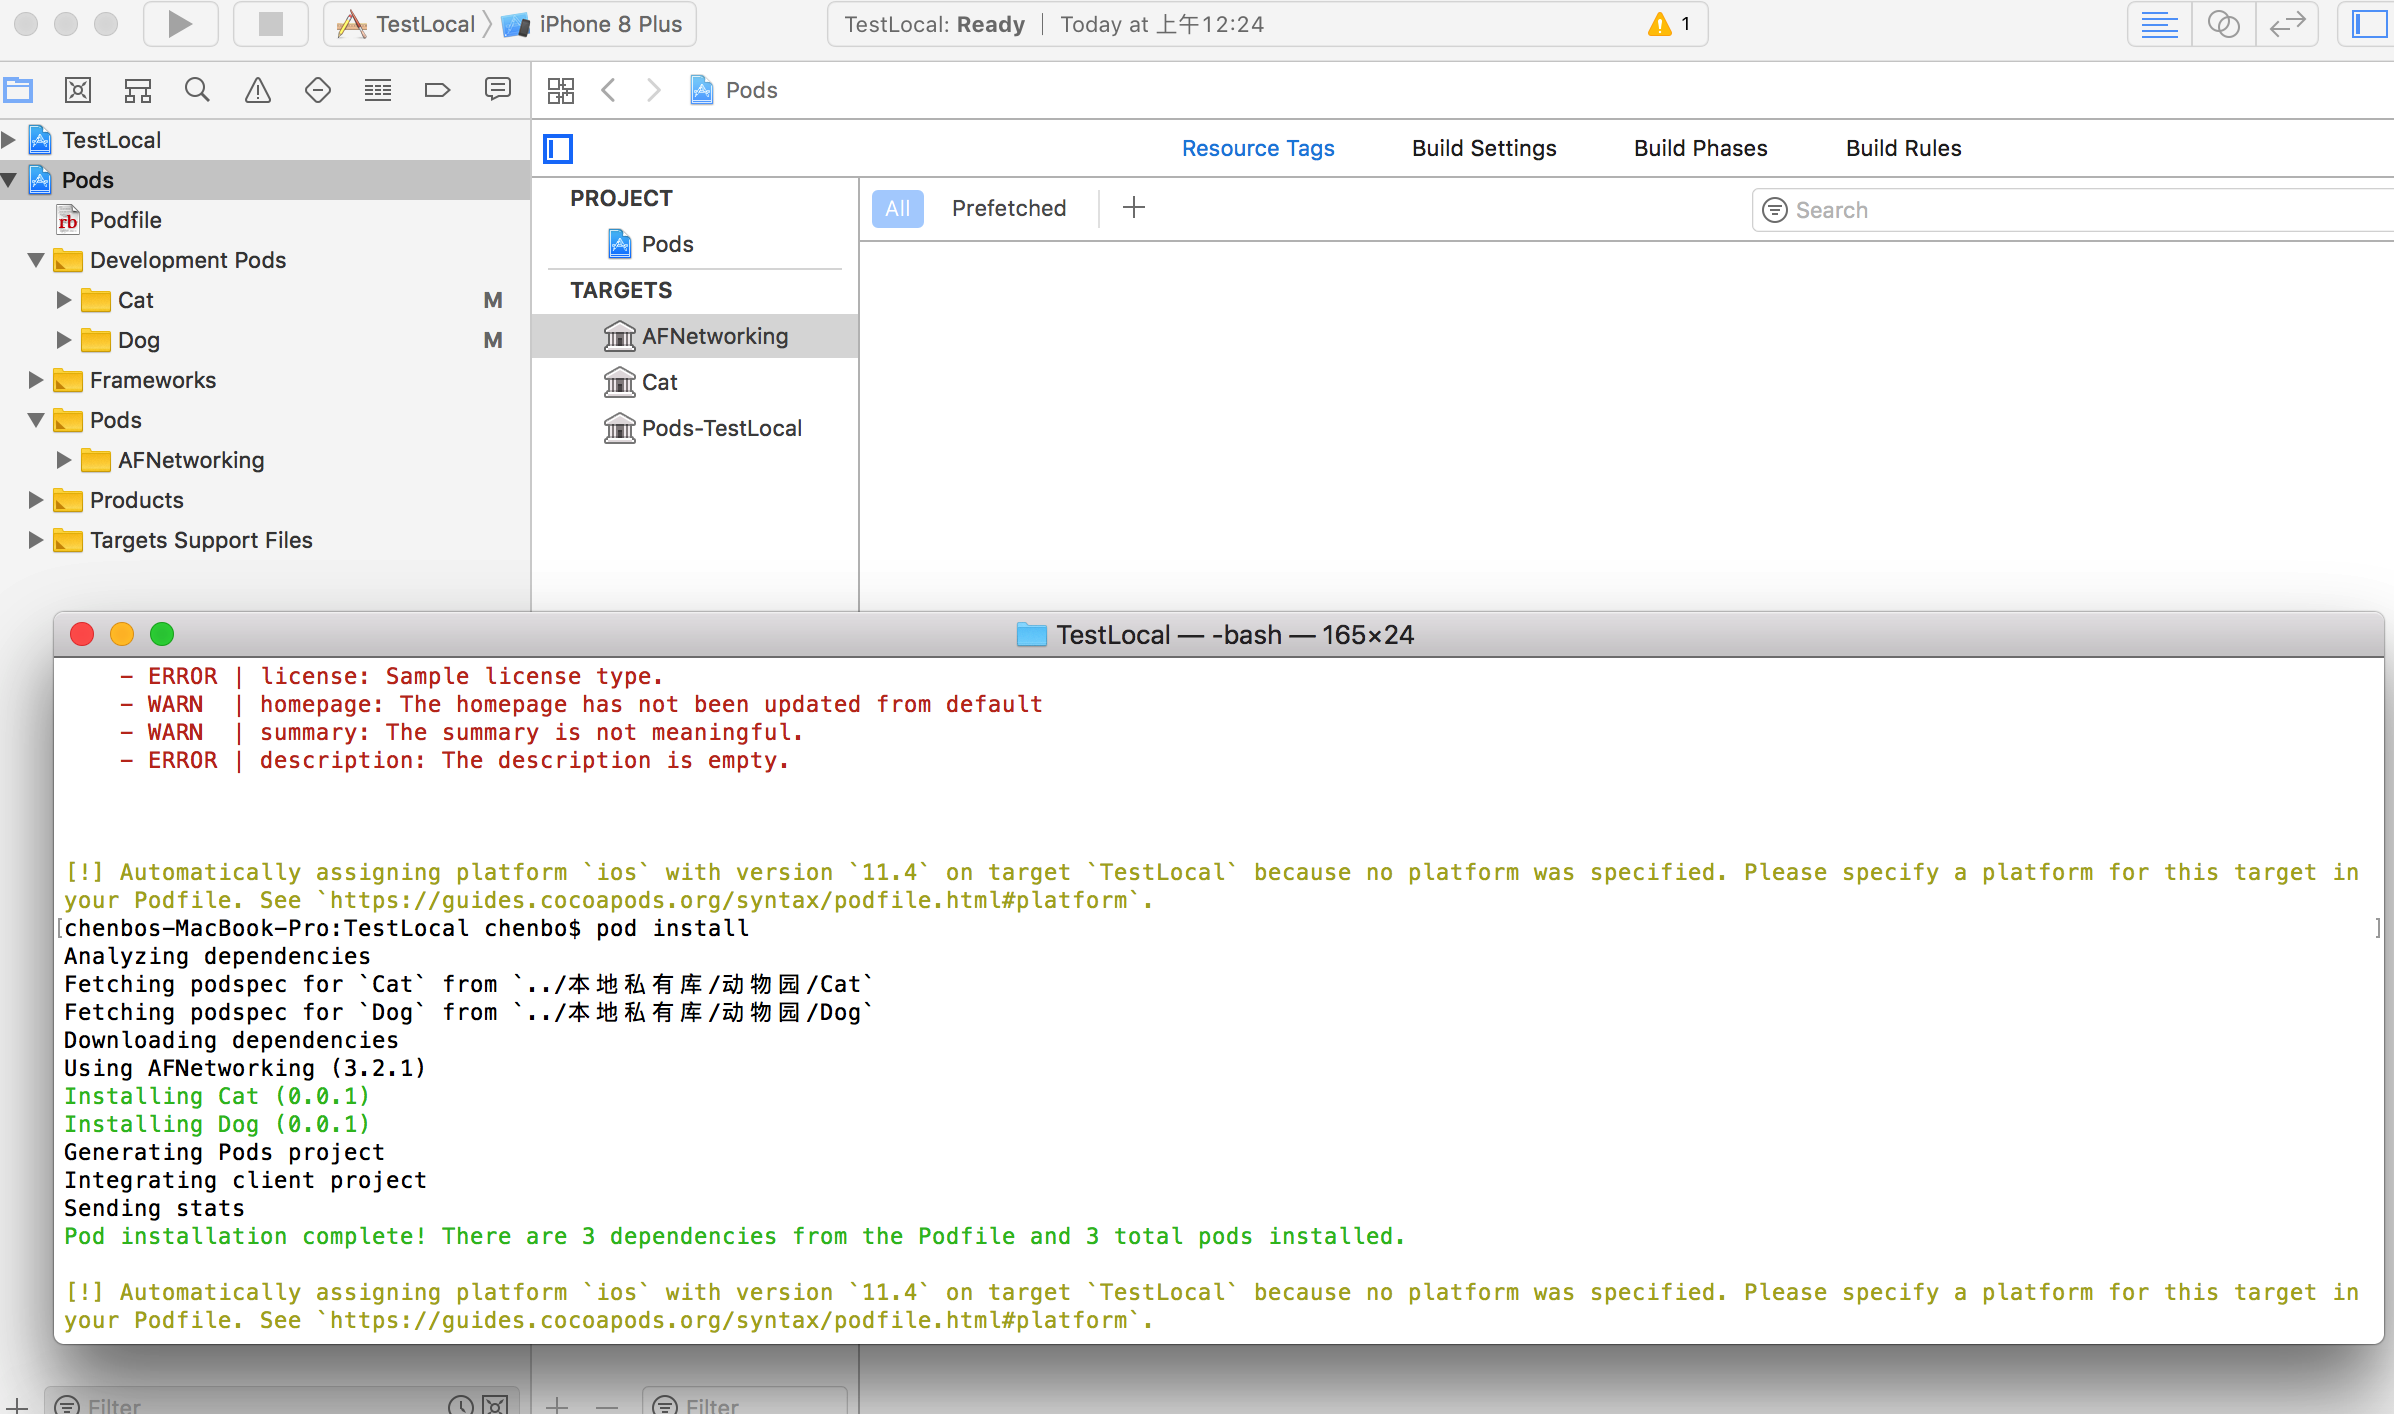 TestLocal iPhone 8 Plus
TestLocal: Ready | Today at 上午12:24
1
Pods
TestLocal
Pods
Podfile
Development Pods
Cat M
Dog M
Frameworks
Pods
AFNetworking
Products
Targets Support Files
Resource Tags Build Settings Build Phases Build Rules
PROJECT
Pods
TARGETS
AFNetworking
Cat
Pods-TestLocal
All Prefetched + Search
TestLocal — -bash — 165×24
- ERROR | license: Sample license type.
- WARN  | homepage: The homepage has not been updated from default
- WARN  | summary: The summary is not meaningful.
- ERROR | description: The description is empty.
[!] Automatically assigning platform `ios` with version `11.4` on target `TestLocal` because no platform was specified. Please specify a platform for this target in
your Podfile. See `https://guides.cocoapods.org/syntax/podfile.html#platform`.
[chenbos-MacBook-Pro:TestLocal chenbo$ pod install ]
Analyzing dependencies
Fetching podspec for `Cat` from `../本地私有库/动物园/Cat`
Fetching podspec for `Dog` from `../本地私有库/动物园/Dog`
Downloading dependencies
Using AFNetworking (3.2.1)
Installing Cat (0.0.1)
Installing Dog (0.0.1)
Generating Pods project
Integrating client project
Sending stats
Pod installation complete! There are 3 dependencies from the Podfile and 3 total pods installed.
[!] Automatically assigning platform `ios` with version `11.4` on target `TestLocal` because no platform was specified. Please specify a platform for this target in
your Podfile. See `https://guides.cocoapods.org/syntax/podfile.html#platform`.
Filter
Filter